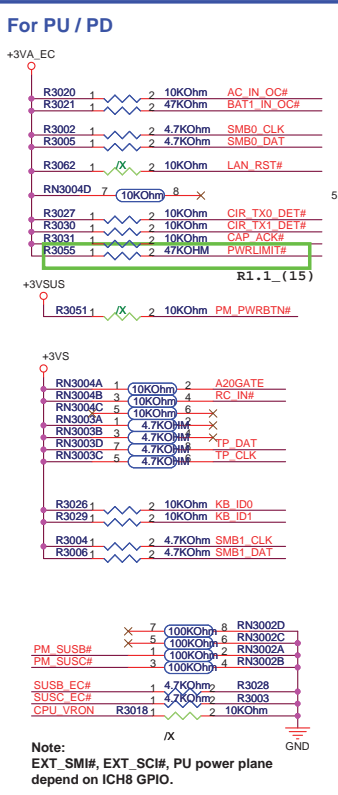 For PU / PD
+3VA_EC
R3020 1 2 10KOhm AC_IN_OC#
R3021 1 2 47KOhm BAT1_IN_OC#
R3002 1 2 4.7KOhm SMB0_CLK
R3005 1 2 4.7KOhm SMB0_DAT
R3062 1 /X 2 10KOhm LAN_RST#
RN3004D 7 10KOhm 8
5
R3027 1 2 10KOhm CIR_TX0_DET#
R3030 1 2 10KOhm CIR_TX1_DET#
R3031 1 2 10KOhm CAP_ACK#
R3055 1 2 47KOHM PWRLIMIT#
R1.1_(15)
+3VSUS
R3051 1 /X 2 10KOhm PM_PWRBTN#
+3VS
RN3004A 1 10KOhm 2 A20GATE
RN3004B 3 10KOhm 4 RC_IN#
RN3004C 5 10KOhm 6
RN3003A 1 4.7KOHM 2
RN3003B 3 4.7KOHM 4
RN3003D 7 4.7KOHM 8 TP_DAT
RN3003C 5 4.7KOHM 6 TP_CLK
R3026 1 2 10KOhm KB_ID0
R3029 1 2 10KOhm KB_ID1
R3004 1 2 4.7KOhm SMB1_CLK
R3006 1 2 4.7KOhm SMB1_DAT
7 100KOhm 8 RN3002D
5 100KOhm 6 RN3002C
PM_SUSB# 1 100KOhm 2 RN3002A
PM_SUSC# 3 100KOhm 4 RN3002B
SUSB_EC# 1 4.7KOhm 2 R3028
SUSC_EC# 1 4.7KOhm 2 R3003
CPU_VRON R3018 1 2 10KOhm
/X
GND
Note:
EXT_SMI#, EXT_SCI#, PU power plane
depend on ICH8 GPIO.